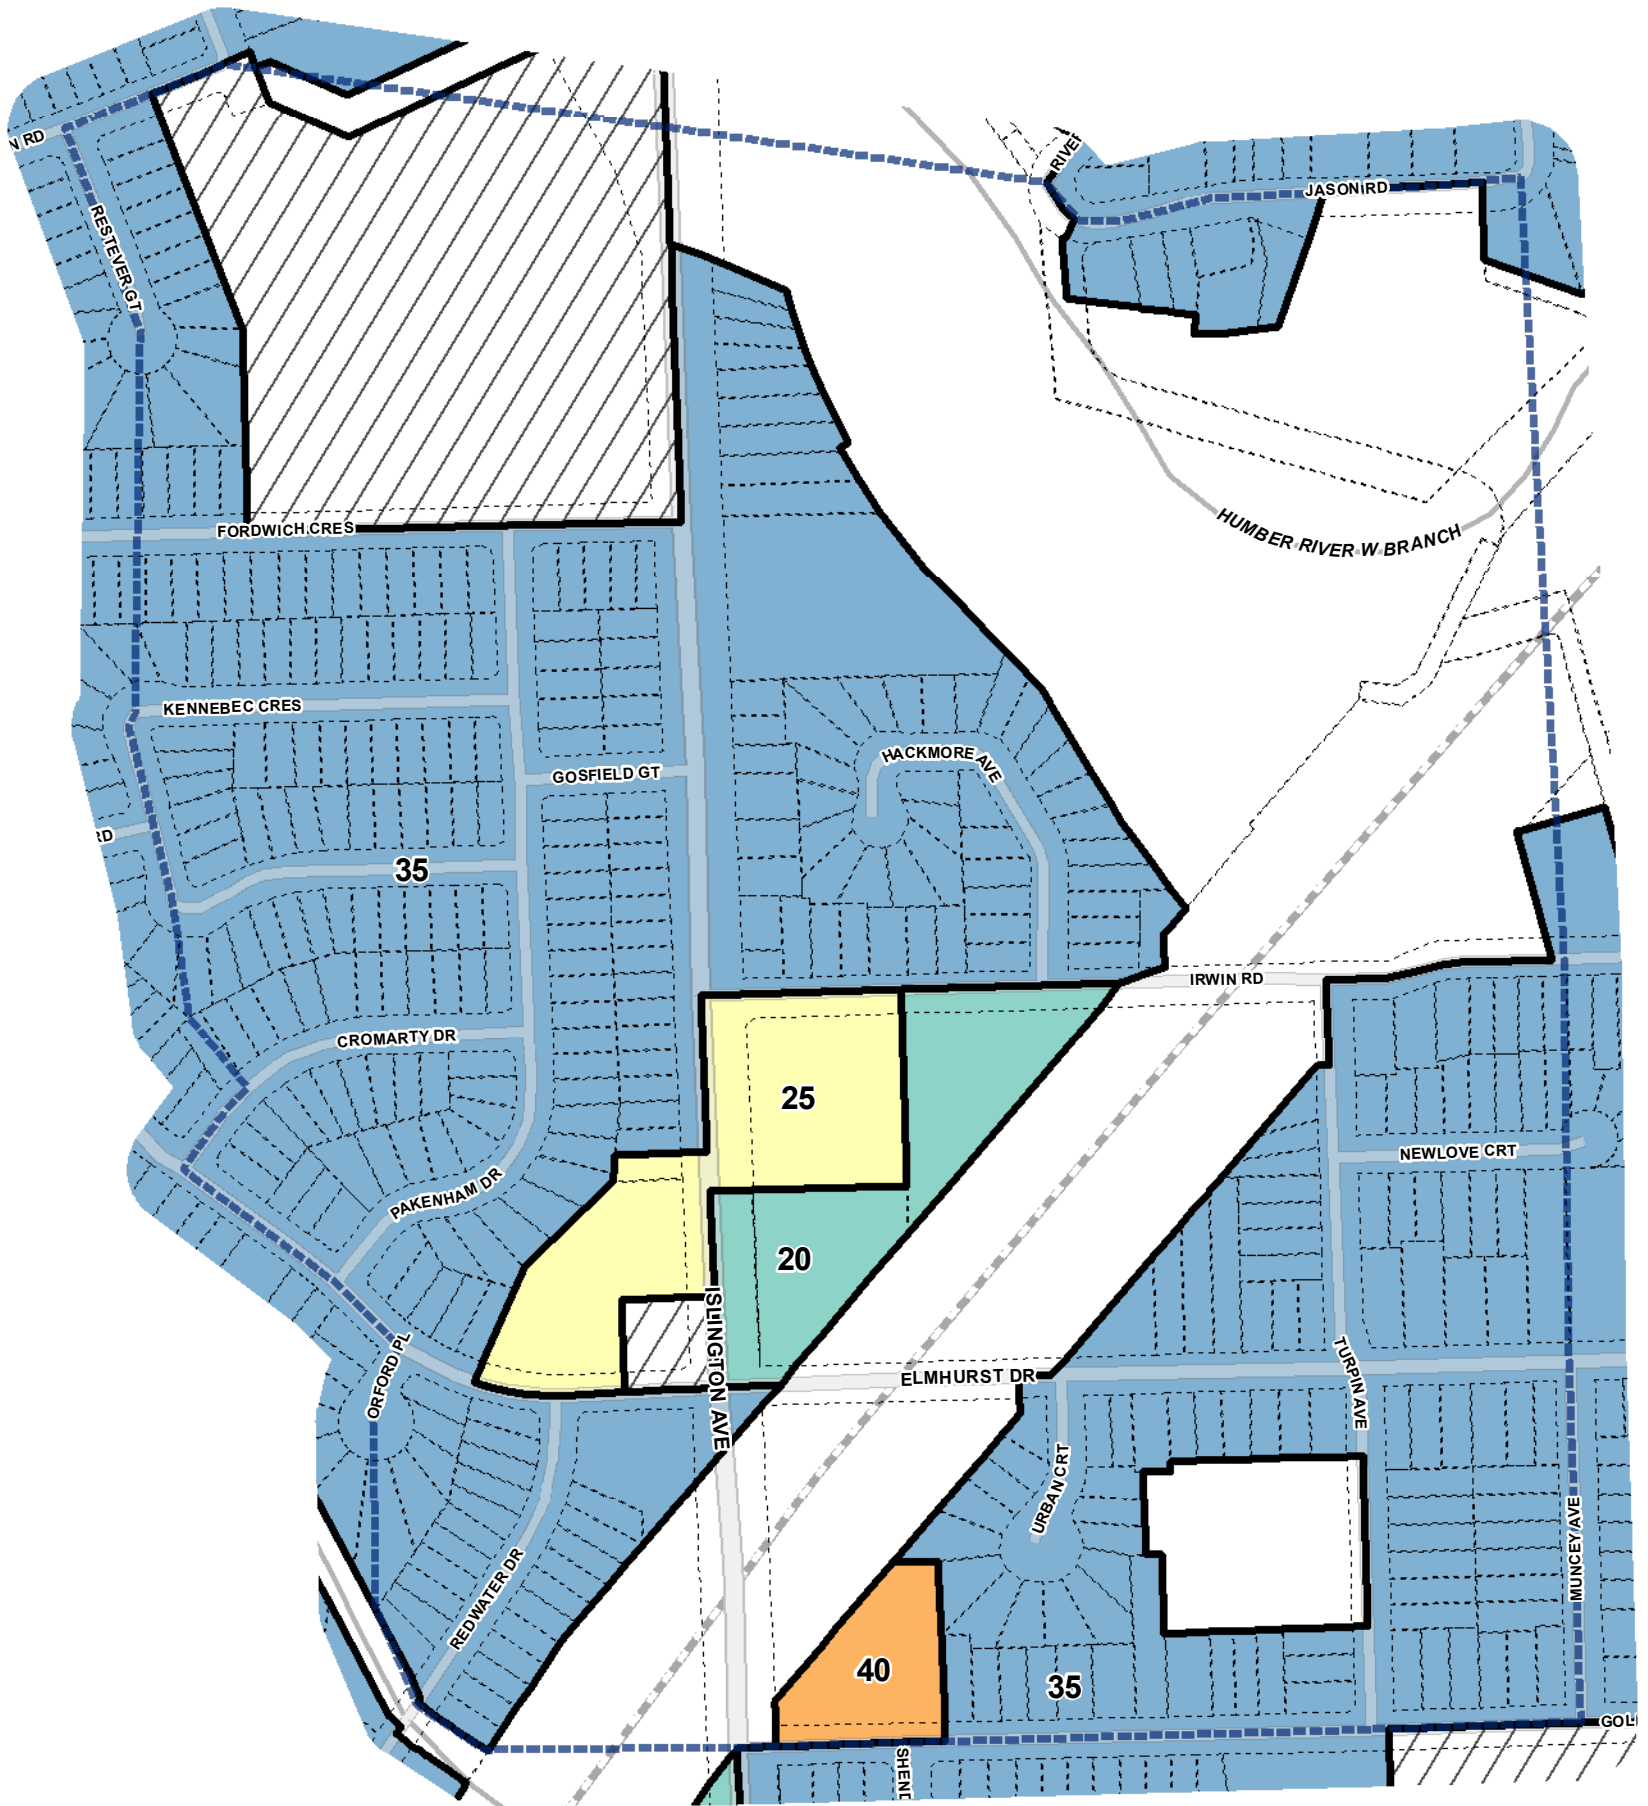 N RD
RIVER
JASON RD
RESTEVER GT
FORDWICH CRES
HUMBER RIVER W BRANCH
KENNEBEC CRES
GOSFIELD GT
HACKMORE AVE
RD
35
IRWIN RD
CROMARTY DR
25
NEWLOVE CRT
PAKENHAM DR
20
ISLINGTON AVE
ORFORD PL
ELMHURST DR
TURPIN AVE
URBAN CRT
MUNCEY AVE
REDWATER DR
40
35
GOL
SHEND